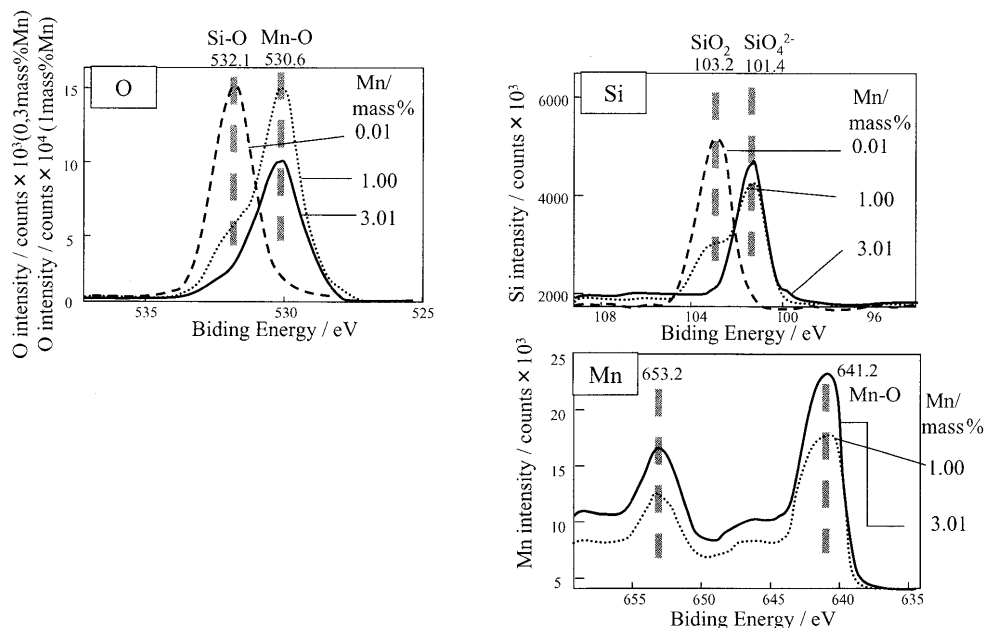 O intensity / counts × 10³(0,3mass%Mn)
O intensity / counts × 10⁴(1mass%Mn)
Si-O Mn-O
532.1 530.6
O
Mn/
mass%
0.01
1.00
3.01
15
10
5
0
535 530 525
Biding Energy / eV
SiO₂ SiO₄²⁻
103.2 101.4
Si
Si intensity / counts × 10³
Mn/
mass%
0.01
1.00
3.01
6000
4000
2000
108 104 100 96
Biding Energy / eV
Mn
Mn intensity / counts × 10³
653.2 641.2
Mn-O
Mn/
mass%
1.00
3.01
25
20
15
10
5
655 650 645 640 635
Biding Energy / eV